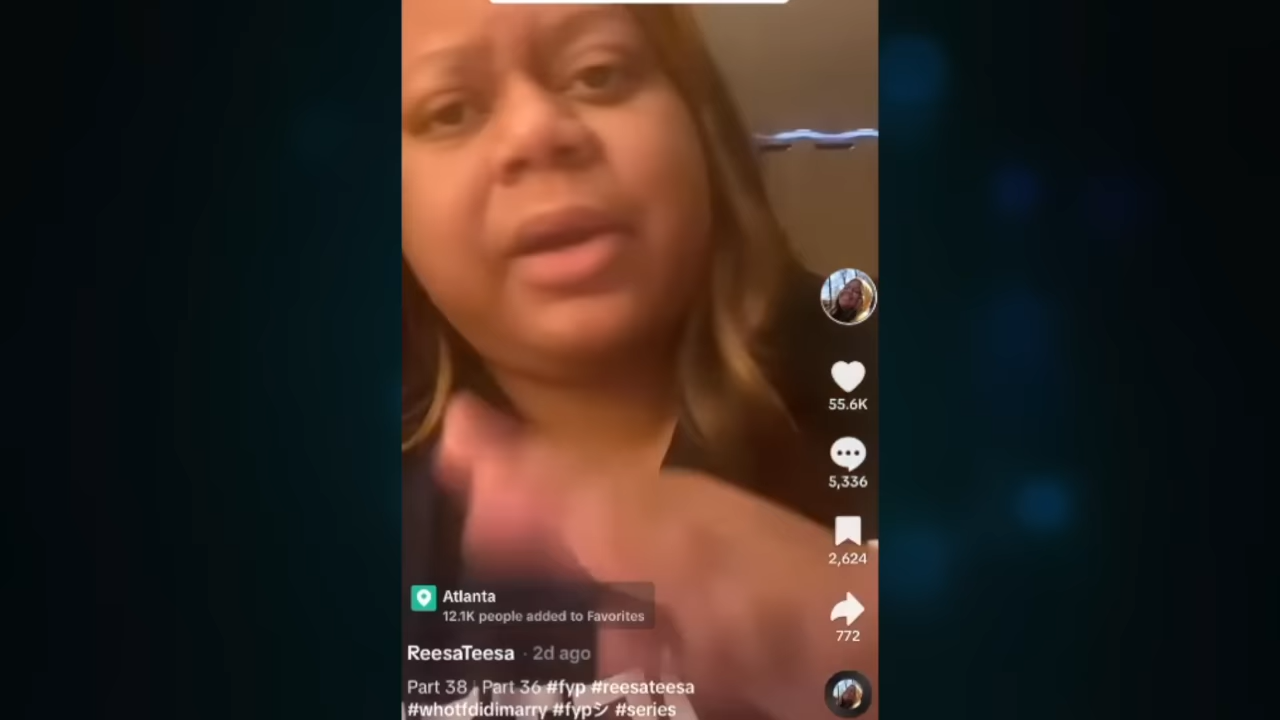 55.6K
5,336
2,624
772
Atlanta
12.1K people added to Favorites
ReesaTeesa · 2d ago
Part 38 | Part 36 #fyp #reesateesa
#whotfdidimarry #fypシ #series